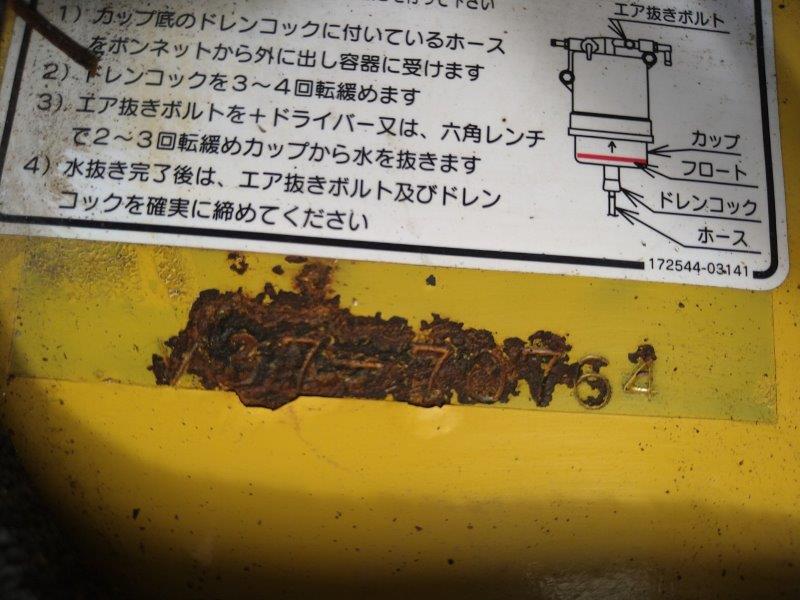 エア抜きボルト
1）カップ底のドレンコックに付いているホース
をボンネットから外に出し容器に受けます
2）ドレンコックを３～４回転緩めます
3）エア抜きボルトを＋ドライバー又は、六角レンチ
で２～３回転緩めカップから水を抜きます
4）水抜き完了後は、エア抜きボルト及びドレン
コックを確実に締めてください
カップ
フロート
ドレンコック
ホース
172544-03141
764